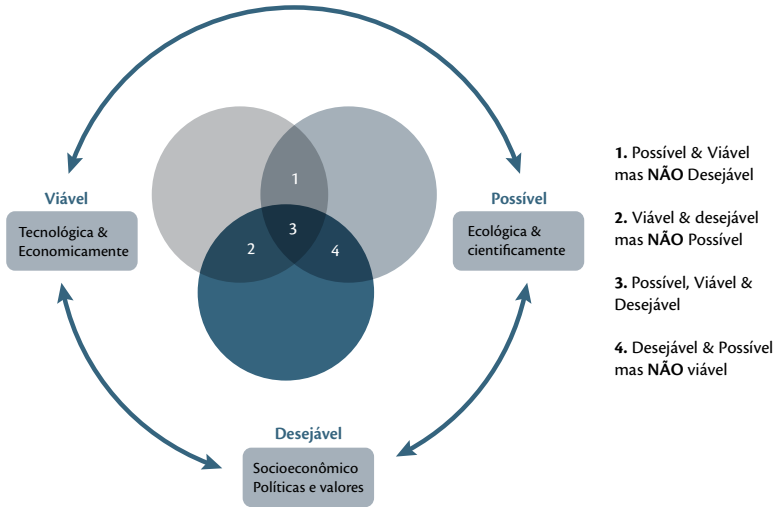 Viável
Tecnológica &
Economicamente
Possível
Ecológica &
cientificamente
1
2
3
4
Desejável
Socioeconômico
Políticas e valores
1. Possível & Viável
mas NÃO Desejável
2. Viável & desejável
mas NÃO Possível
3. Possível, Viável &
Desejável
4. Desejável & Possível
mas NÃO viável